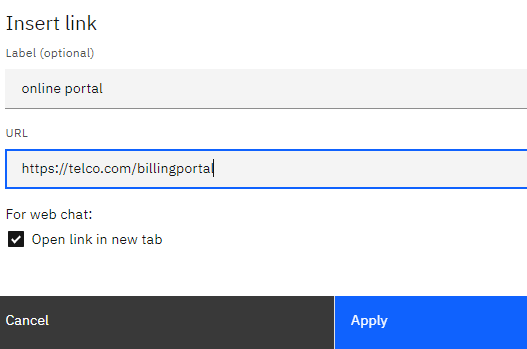 Insert link
Label (optional)
online portal
URL
https://telco.com/billingportal
For web chat:
Open link in new tab
Cancel
Apply